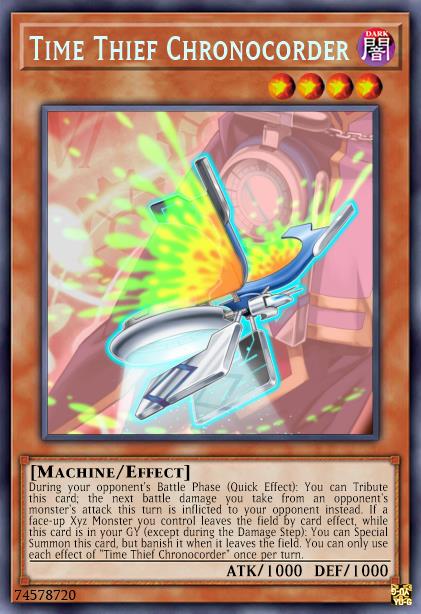 TIME THIEF CHRONOCORDER
DARK
闇
[MACHINE/EFFECT]
During your opponent's Battle Phase (Quick Effect): You can Tribute
this card; the next battle damage you take from an opponent's
monster's attack this turn is inflicted to your opponent instead. If a
face-up Xyz Monster you control leaves the field by card effect, while
this card is in your GY (except during the Damage Step): You can Special
Summon this card, but banish it when it leaves the field. You can only use
each effect of "Time Thief Chronocorder" once per turn.
ATK/1000 DEF/1000
74578720